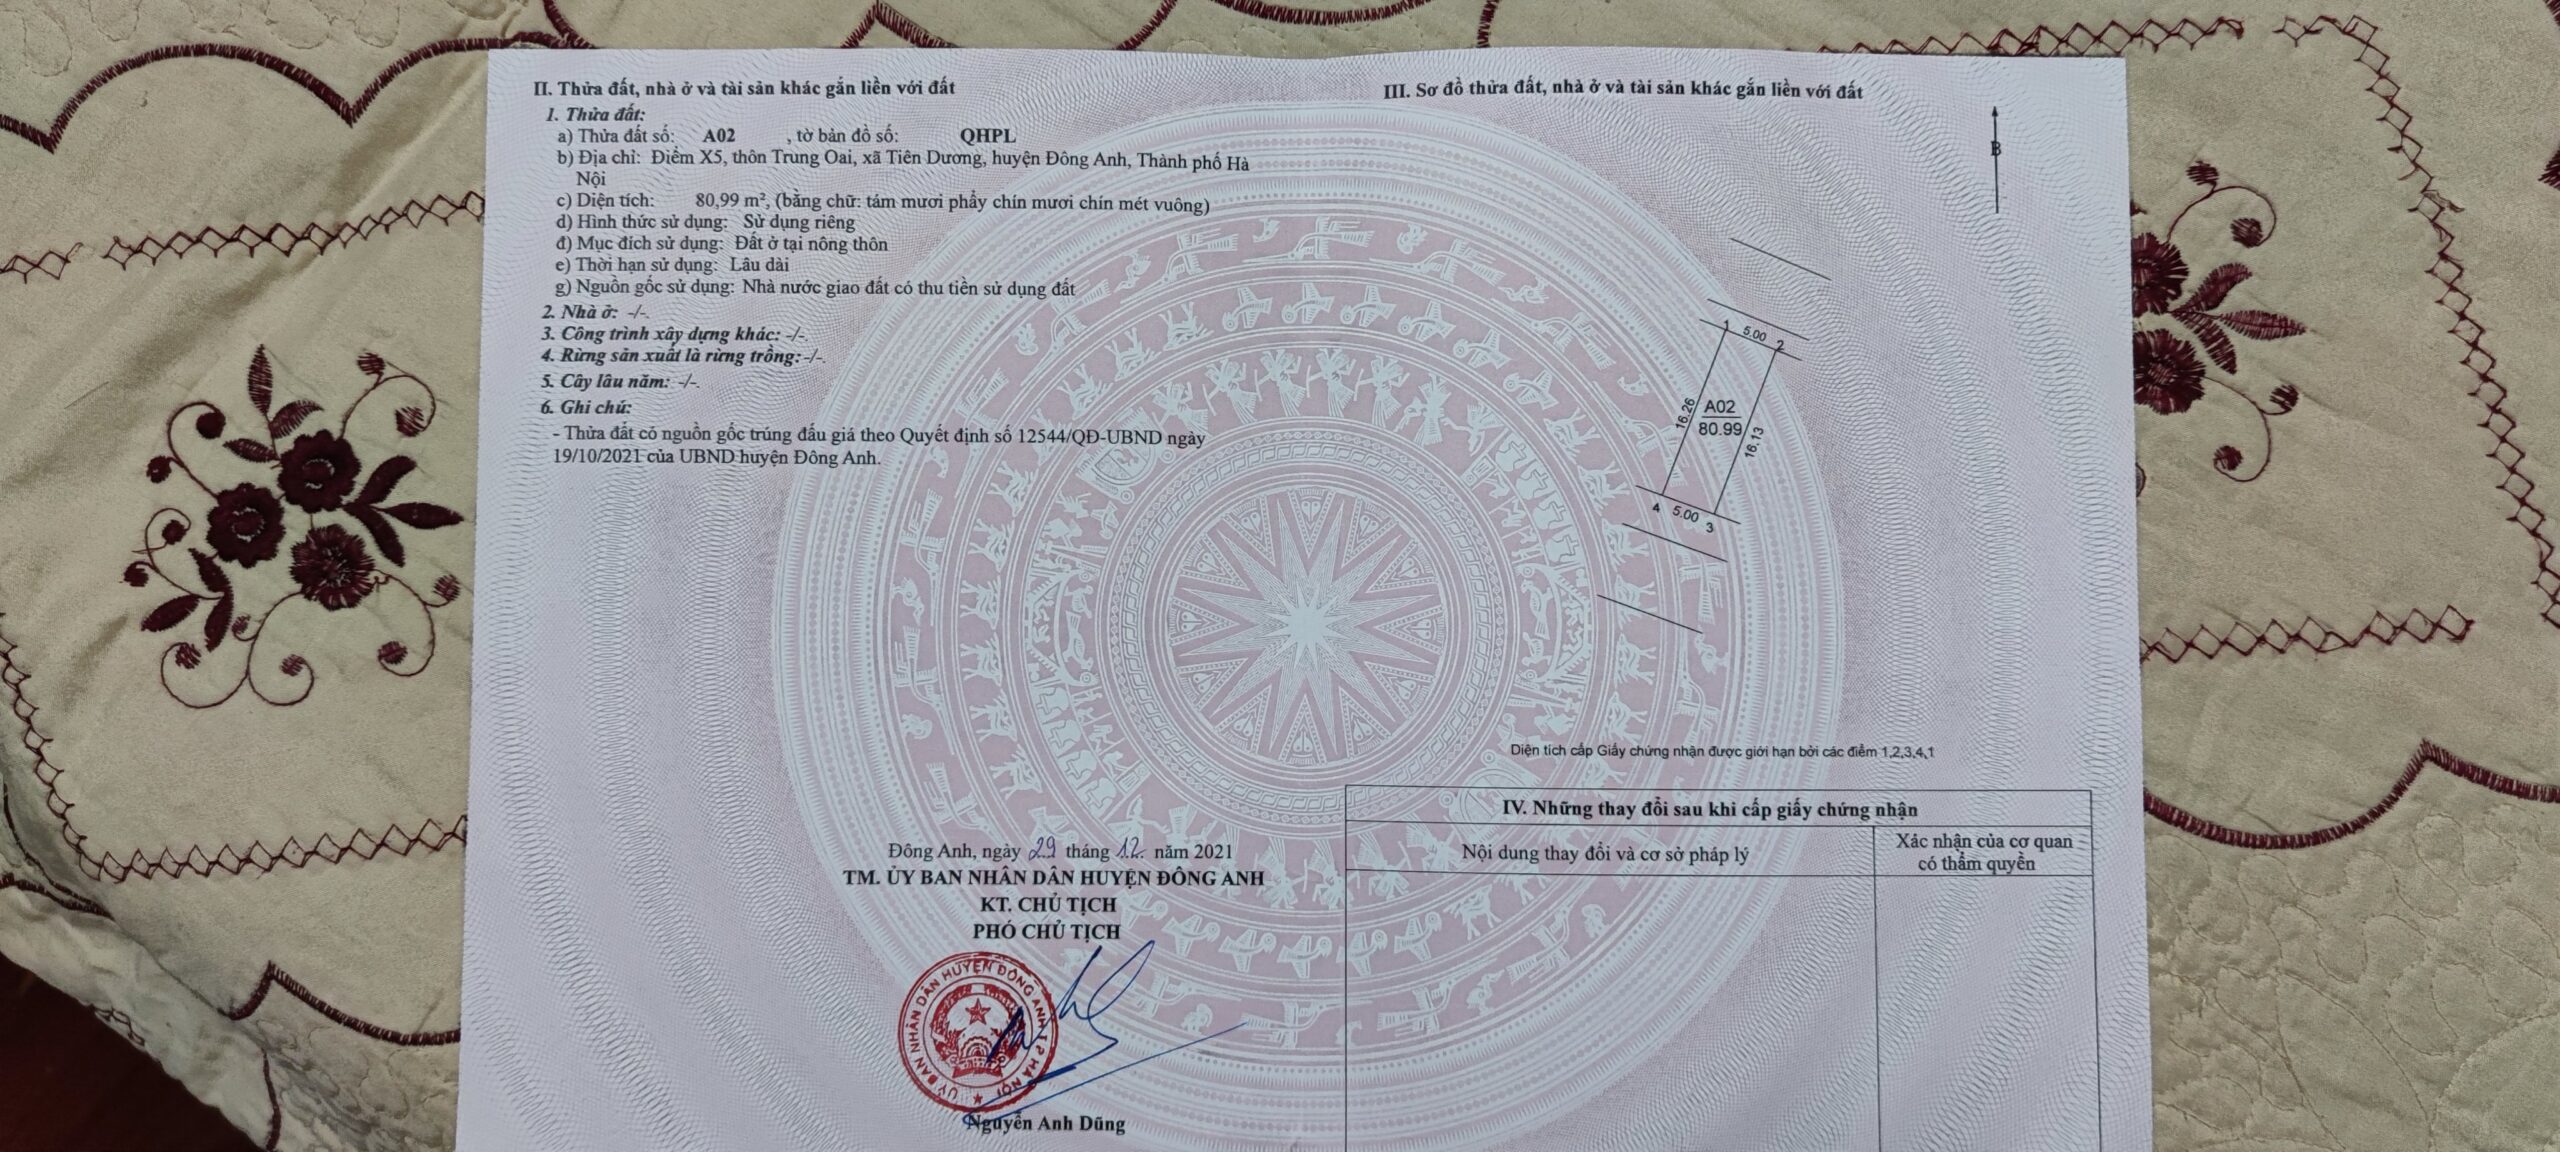 II. Thửa đất, nhà ở và tài sản khác gắn liền với đất
1. Thửa đất:
a) Thửa đất số: A02 , tờ bản đồ số: QHPL
b) Địa chỉ: Điểm X5, thôn Trung Oai, xã Tiên Dương, huyện Đông Anh, Thành phố Hà
Nội
c) Diện tích: 80,99 m², (bằng chữ: tám mươi phẩy chín mươi chín mét vuông)
d) Hình thức sử dụng: Sử dụng riêng
đ) Mục đích sử dụng: Đất ở tại nông thôn
e) Thời hạn sử dụng: Lâu dài
g) Nguồn gốc sử dụng: Nhà nước giao đất có thu tiền sử dụng đất
2. Nhà ở: -/-.
3. Công trình xây dựng khác: -/-.
4. Rừng sản xuất là rừng trồng: -/-.
5. Cây lâu năm: -/-.
6. Ghi chú:
- Thửa đất có nguồn gốc trúng đấu giá theo Quyết định số 12544/QĐ-UBND ngày
19/10/2021 của UBND huyện Đông Anh.
Đông Anh, ngày 29 tháng 12. năm 2021
TM. ỦY BAN NHÂN DÂN HUYỆN ĐÔNG ANH
KT. CHỦ TỊCH
PHÓ CHỦ TỊCH
ỦY BAN NHÂN DÂN HUYỆN ĐÔNG ANH T.P HÀ NỘI
Nguyễn Anh Dũng
III. Sơ đồ thửa đất, nhà ở và tài sản khác gắn liền với đất
B
1 5.00 2
16.26
A02
80.99
16.13
4 5.00 3
Diện tích cấp Giấy chứng nhận được giới hạn bởi các điểm 1,2,3,4,1
IV. Những thay đổi sau khi cấp giấy chứng nhận
Nội dung thay đổi và cơ sở pháp lý
Xác nhận của cơ quan
có thẩm quyền